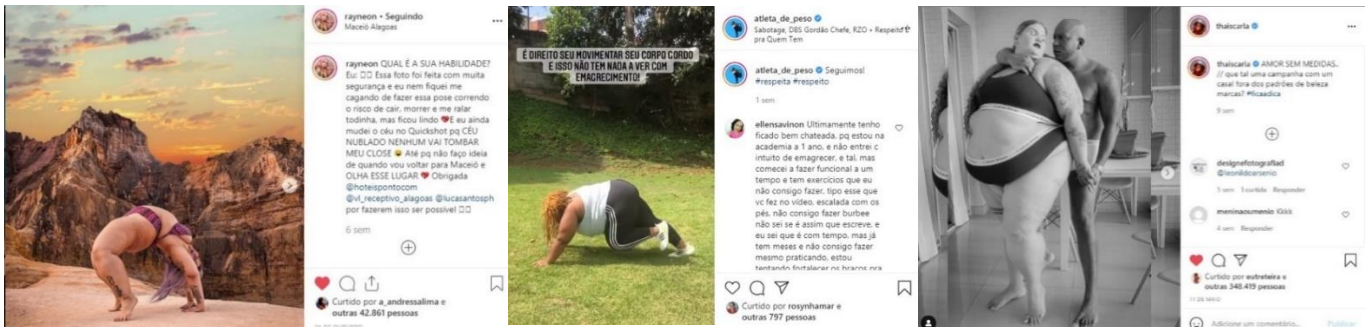 rayneon • Seguindo
Maceió Alagoas
rayneon QUAL É A SUA HABILIDADE?
Eu: Essa foto foi feita com muita
segurança e eu nem fiquei me
cagando de fazer essa pose correndo
o risco de cair, morrer e me ralar
todinha, mas ficou lindo E eu ainda
mudei o céu no Quickshot pq CÉU
NUBLADO NENHUM VAI TOMBAR
MEU CLOSE Até pq não faço ideia
de quando vou voltar para Maceió e
OLHA ESSE LUGAR Obrigada
@hoteispontocom
@vl_receptivo_alagoas @lucasantosph
por fazerem isso ser possível
6 sem
Curtido por a_andressalima e
outras 42.861 pessoas
É DIREITO SEU MOVIMENTAR SEU CORPO GORDO
E ISSO NÃO TEM NADA A VER COM
EMAGRECIMENTO!
atleta_de_peso
Sabotage, DBS Gordão Chefe, RZO • Respeito É
pra Quem Tem
atleta_de_peso Seguimos!
#respeita #respeito
1 sem
ellensavinon Ultimamente tenho
ficado bem chateada, pq estou na
academia a 1 ano, e não entrei c
intuito de emagrecer, e tal, mas
comecei a fazer funcional a um
tempo e tem exercícios que eu
não consigo fazer, tipo esse que
vc fez no vídeo, escalada com os
pés, não consigo fazer burbee
não sei se é assim que escreve, e
eu sei que é com tempo, mas já
tem meses e não consigo fazer
mesmo praticando, estou
tentando fortalecer os braços pra
Curtido por rosynhamar e
outras 797 pessoas
thaiscarla
thaiscarla AMOR SEM MEDIDAS..
// que tal uma campanha com um
casal fora dos padrões de beleza
marcas? #ficaadica
9 sem
designefotografiad
@leonildoarsenio
5 sem 1 curtida Responder
meninaoumenio Kkkk
4 sem Responder
Curtido por outreteira e
outras 348.419 pessoas
11 DE MAIO
Adicione um comentário... Publicar